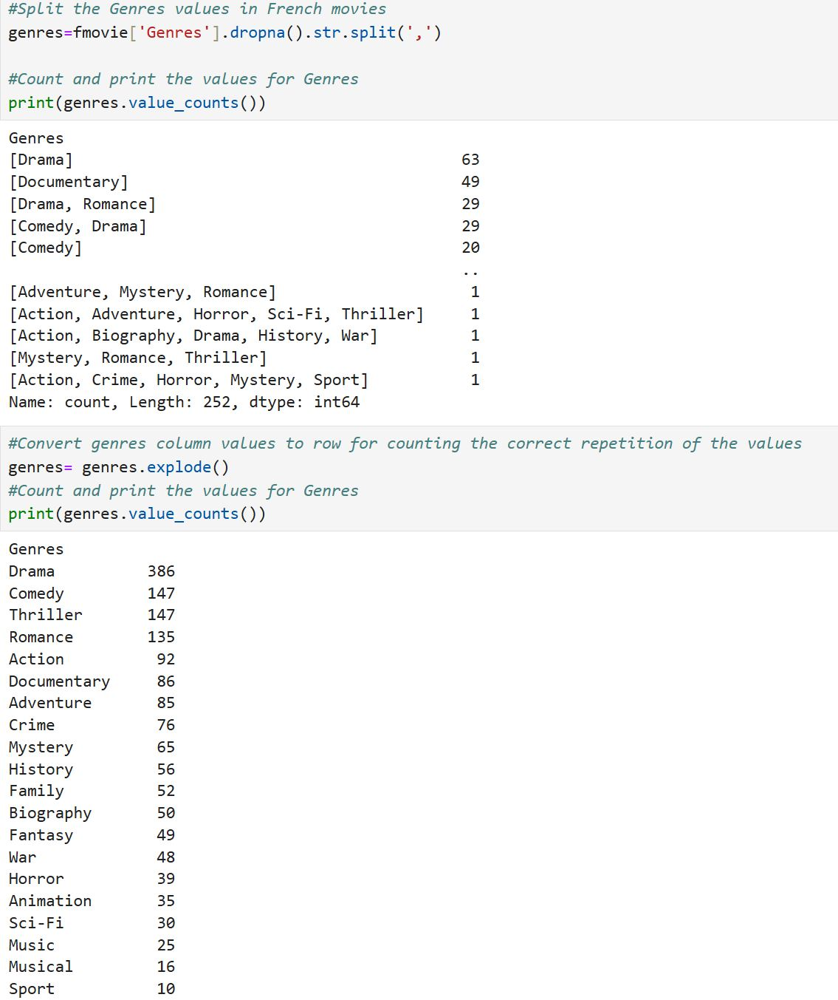 #Split the Genres values in French movies
genres=fmovie['Genres'].dropna().str.split(',')
#Count and print the values for Genres
print(genres.value_counts())
Genres
[Drama] 63
[Documentary] 49
[Drama, Romance] 29
[Comedy, Drama] 29
[Comedy] 20
..
[Adventure, Mystery, Romance] 1
[Action, Adventure, Horror, Sci-Fi, Thriller] 1
[Action, Biography, Drama, History, War] 1
[Mystery, Romance, Thriller] 1
[Action, Crime, Horror, Mystery, Sport] 1
Name: count, Length: 252, dtype: int64
#Convert genres column values to row for counting the correct repetition of the values
genres= genres.explode()
#Count and print the values for Genres
print(genres.value_counts())
Genres
Drama 386
Comedy 147
Thriller 147
Romance 135
Action 92
Documentary 86
Adventure 85
Crime 76
Mystery 65
History 56
Family 52
Biography 50
Fantasy 49
War 48
Horror 39
Animation 35
Sci-Fi 30
Music 25
Musical 16
Sport 10